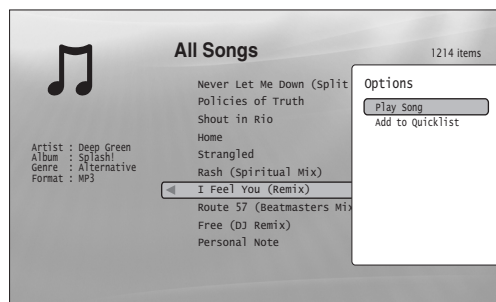 All Songs
1214 items
Never Let Me Down (Split
Policies of Truth
Shout in Rio
Home
Strangled
Rash (Spiritual Mix)
I Feel You (Remix)
Route 57 (Beatmasters Mix
Free (DJ Remix)
Personal Note
Artist : Deep Green
Album : Splash!
Genre : Alternative
Format : MP3
Options
Play Song
Add to Quicklist